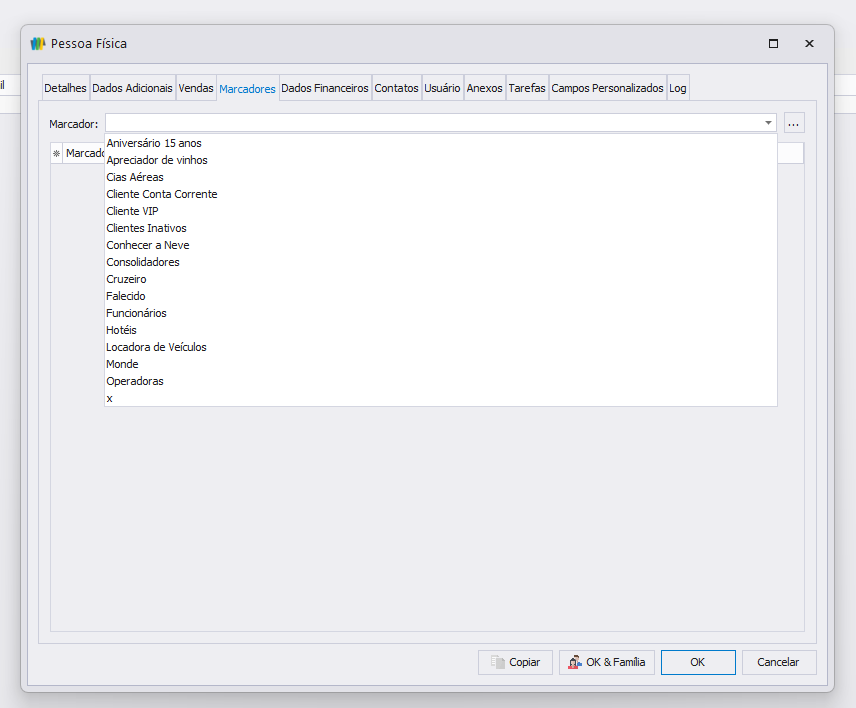 Pessoa Física
il
Detalhes Dados Adicionais Vendas Marcadores Dados Financeiros Contatos Usuário Anexos Tarefas Campos Personalizados Log
Marcador: ...
Aniversário 15 anos
Apreciador de vinhos
Cias Aéreas
Cliente Conta Corrente
Cliente VIP
Clientes Inativos
Conhecer a Neve
Consolidadores
Cruzeiro
Falecido
Funcionários
Hotéis
Locadora de Veículos
Monde
Operadoras
x
Copiar OK & Família OK Cancelar